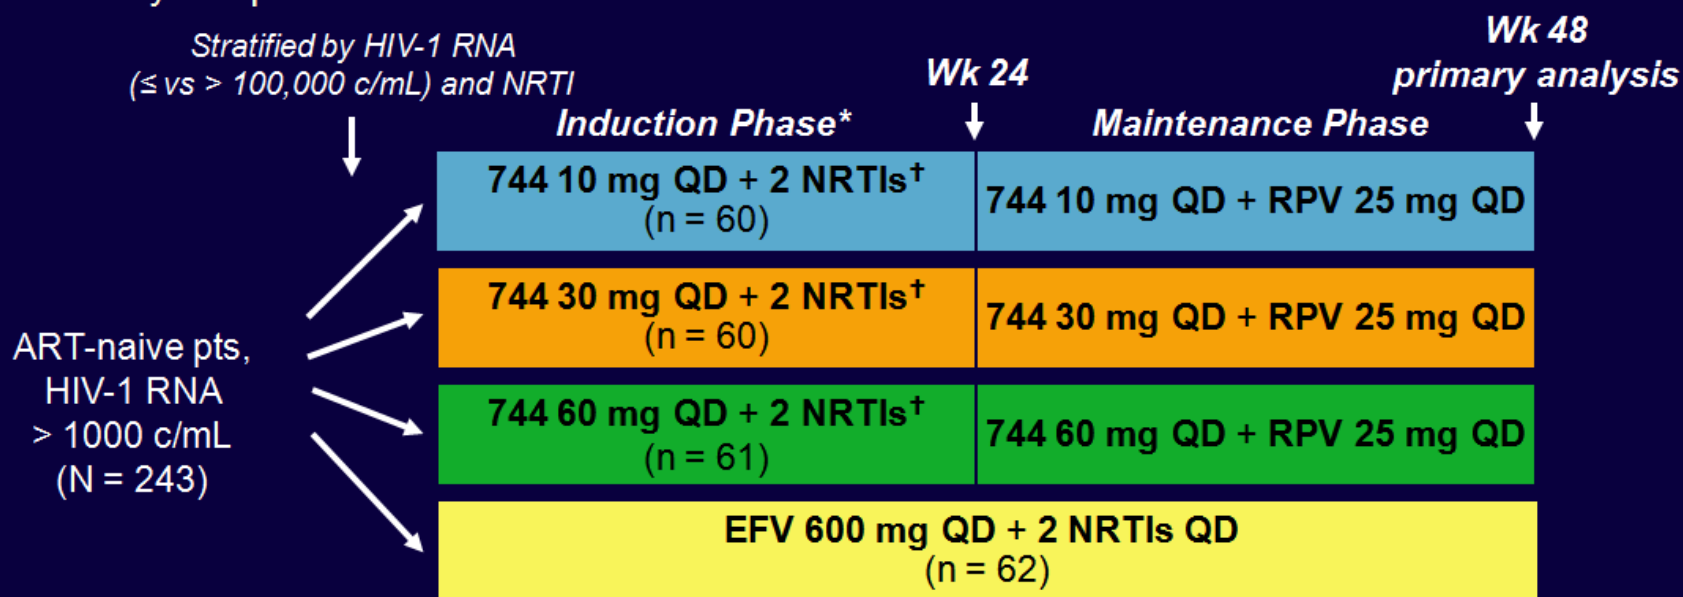 Stratified by HIV-1 RNA
(≤ vs > 100,000 c/mL) and NRTI
Wk 24
Wk 48
primary analysis
Induction Phase*
Maintenance Phase
744 10 mg QD + 2 NRTIs†
(n = 60)
744 10 mg QD + RPV 25 mg QD
744 30 mg QD + 2 NRTIs†
(n = 60)
744 30 mg QD + RPV 25 mg QD
744 60 mg QD + 2 NRTIs†
(n = 61)
744 60 mg QD + RPV 25 mg QD
EFV 600 mg QD + 2 NRTIs QD
(n = 62)
ART-naive pts,
HIV-1 RNA
> 1000 c/mL
(N = 243)